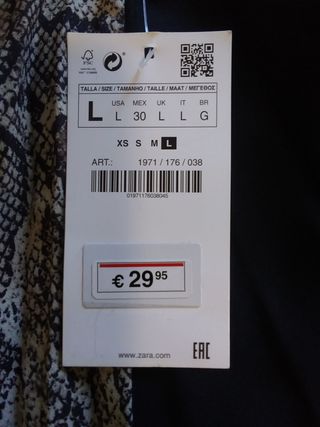 FSC
TALLA / SIZE / TAMANHO / TAILLE / MAAT / ΜΕΓΕΘΟΣ
L USA MEX UK IT BR
L 30 L L G
XS S M L
ART.: 1971 / 176 / 038
01971176038045
€ 29 95
www.zara.com EAC